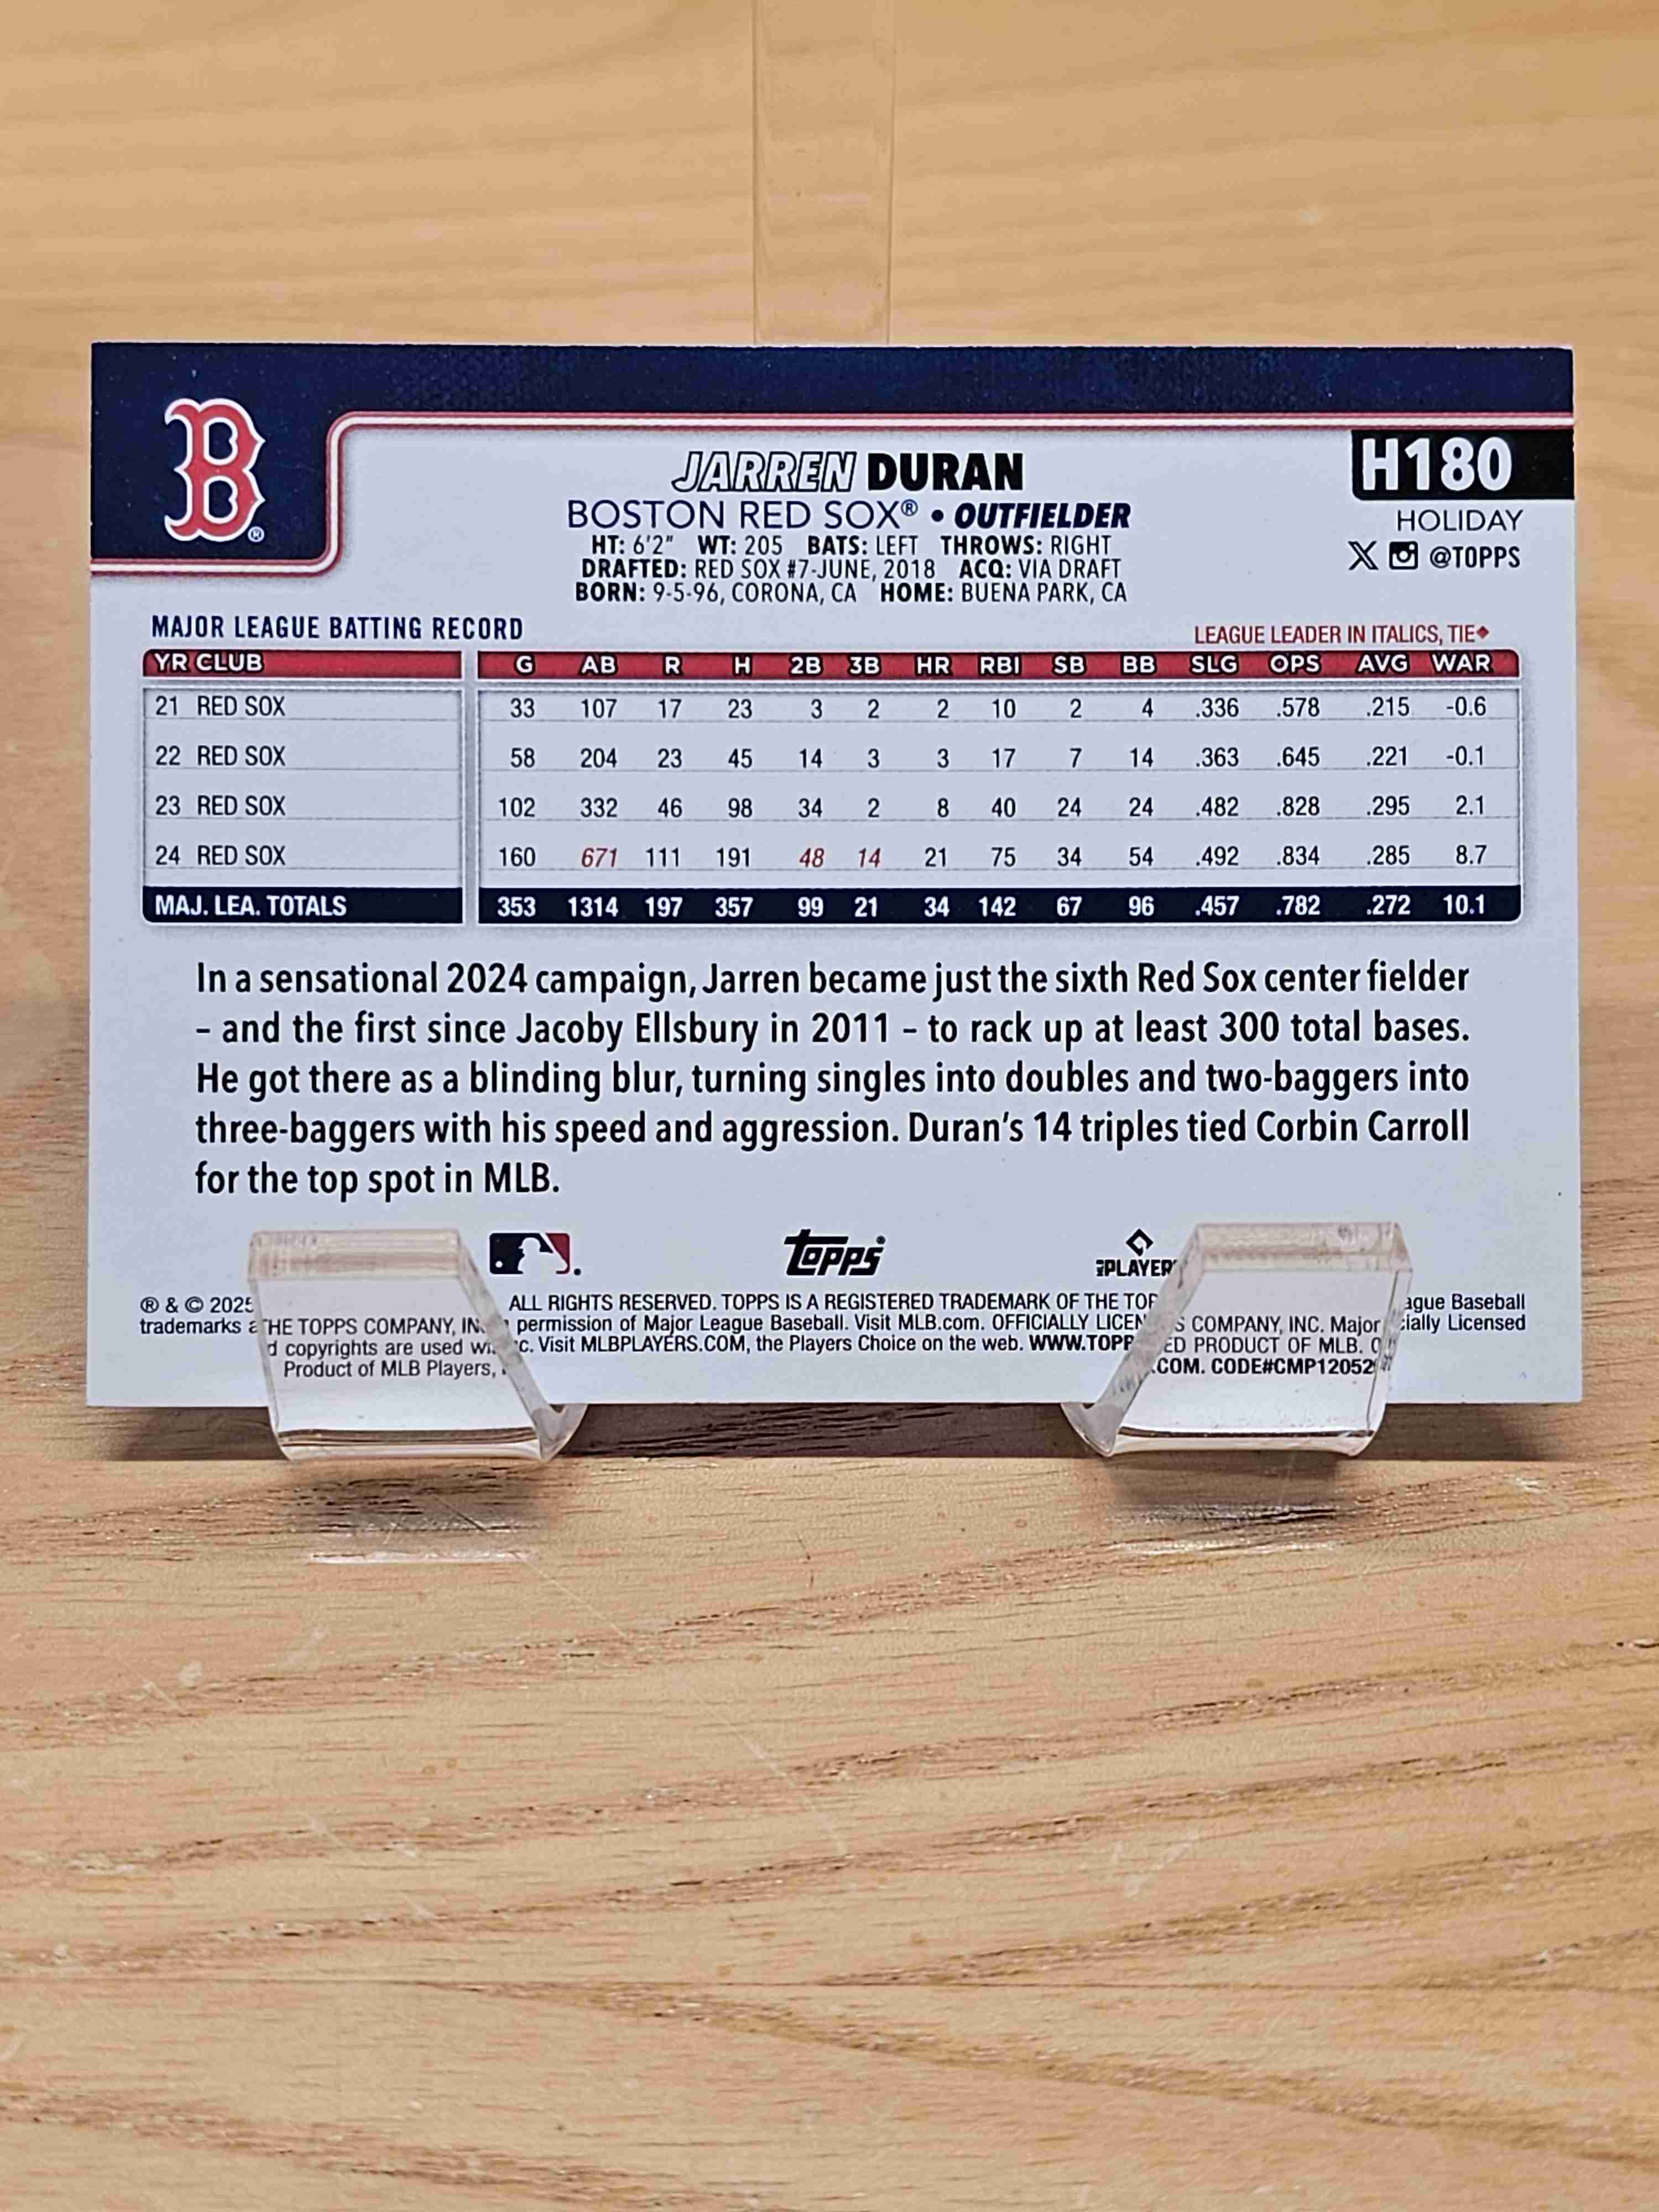 B®
JARREN DURAN
BOSTON RED SOX® • OUTFIELDER
HT: 6'2" WT: 205 BATS: LEFT THROWS: RIGHT
DRAFTED: RED SOX #7-JUNE, 2018 ACQ: VIA DRAFT
BORN: 9-5-96, CORONA, CA HOME: BUENA PARK, CA
H180
HOLIDAY
X @TOPPS
MAJOR LEAGUE BATTING RECORD
LEAGUE LEADER IN ITALICS, TIE◆
YR CLUB G AB R H 2B 3B HR RBI SB BB SLG OPS AVG WAR
21 RED SOX 33 107 17 23 3 2 2 10 2 4 .336 .578 .215 -0.6
22 RED SOX 58 204 23 45 14 3 3 17 7 14 .363 .645 .221 -0.1
23 RED SOX 102 332 46 98 34 2 8 40 24 24 .482 .828 .295 2.1
24 RED SOX 160 671 111 191 48 14 21 75 34 54 .492 .834 .285 8.7
MAJ. LEA. TOTALS 353 1314 197 357 99 21 34 142 67 96 .457 .782 .272 10.1
In a sensational 2024 campaign, Jarren became just the sixth Red Sox center fielder
– and the first since Jacoby Ellsbury in 2011 – to rack up at least 300 total bases.
He got there as a blinding blur, turning singles into doubles and two-baggers into
three-baggers with his speed and aggression. Duran's 14 triples tied Corbin Carroll
for the top spot in MLB.
Topps®
PLAYER
® & © 2025 THE TOPPS COMPANY, IN ALL RIGHTS RESERVED. TOPPS IS A REGISTERED TRADEMARK OF THE TOPPS COMPANY, INC. Major League Baseball
trademarks and copyrights are used wi permission of Major League Baseball. Visit MLB.com. OFFICIALLY LICENSED PRODUCT OF MLB. Officially Licensed
Product of MLB Players, Inc. Visit MLBPLAYERS.COM, the Players Choice on the web. WWW.TOPPS.COM. CODE#CMP12052